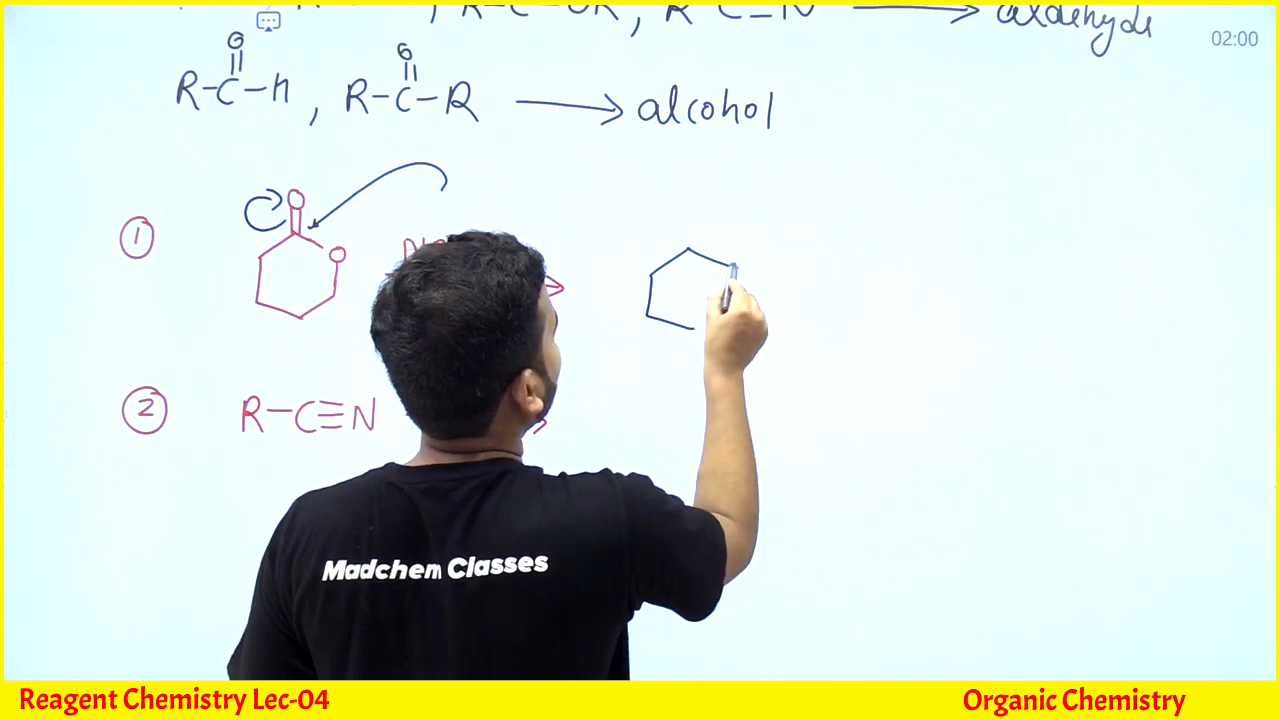 aldehyde
02:00
O O
R-C-H , R-C-R ⟶ alcohol
① O
O
② R-C≡N
Madchem Classes
Reagent Chemistry Lec-04
Organic Chemistry